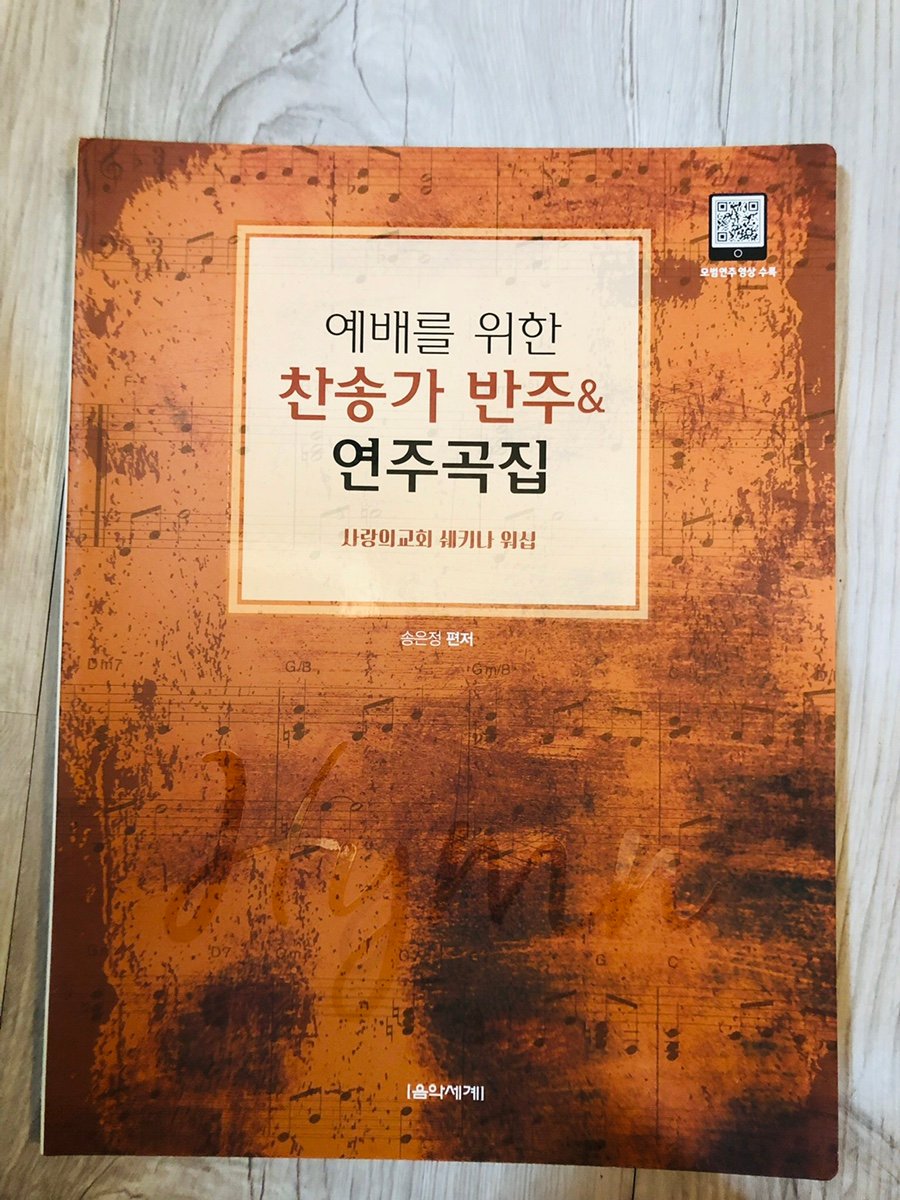 모범연주 영상 수록
예배를 위한
찬송가 반주&
연주곡집
사랑의교회 쉐키나 워십
송은정 편저
Dm7 G/B Gm/B♭
Hymn
D7 Gm7 G C
음악세계